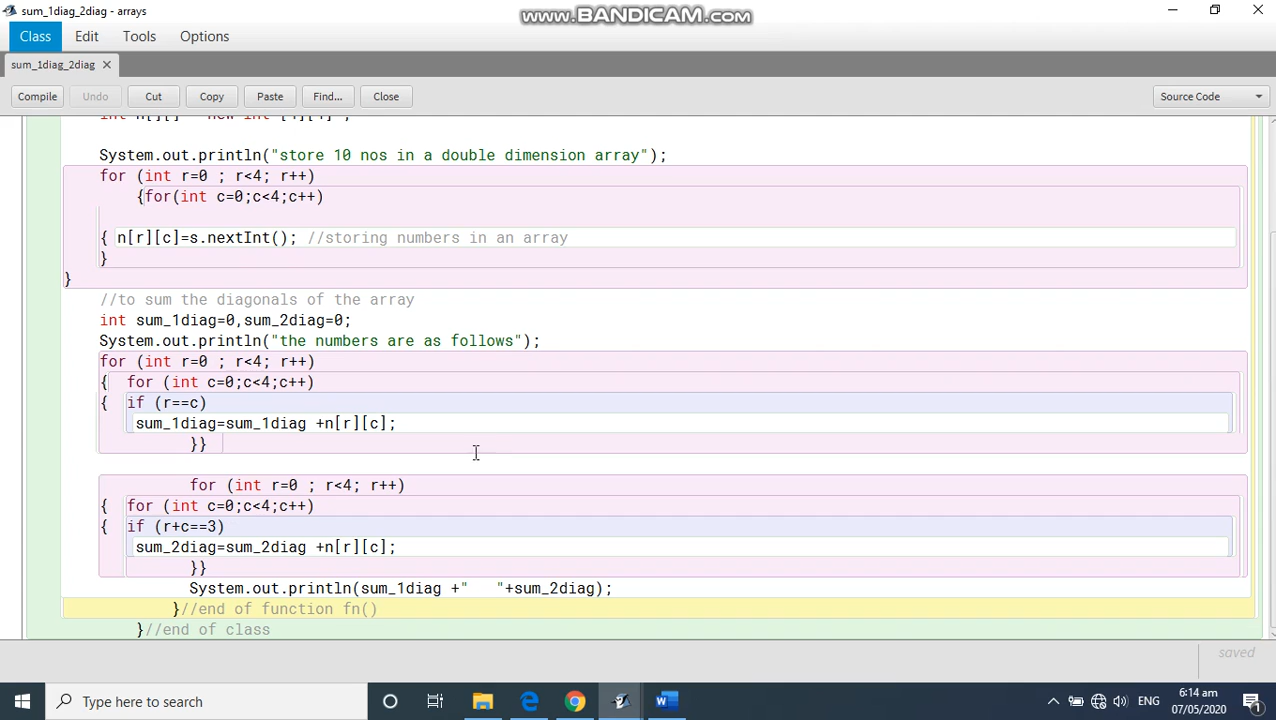 sum_1diag_2diag - arrays
www.BANDICAM.com
Class Edit Tools Options
sum_1diag_2diag ×
Compile Undo Cut Copy Paste Find... Close Source Code
System.out.println("store 10 nos in a double dimension array");
for (int r=0 ; r<4; r++)
{for(int c=0;c<4;c++)
{ n[r][c]=s.nextInt(); //storing numbers in an array
}
}
//to sum the diagonals of the array
int sum_1diag=0,sum_2diag=0;
System.out.println("the numbers are as follows");
for (int r=0 ; r<4; r++)
{ for (int c=0;c<4;c++)
{ if (r==c)
sum_1diag=sum_1diag +n[r][c];
}}
for (int r=0 ; r<4; r++)
{ for (int c=0;c<4;c++)
{ if (r+c==3)
sum_2diag=sum_2diag +n[r][c];
}}
System.out.println(sum_1diag +"   "+sum_2diag);
}//end of function fn()
}//end of class
saved
Type here to search
ENG
6:14 am
07/05/2020
1